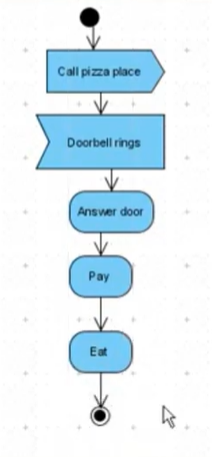 Call pizza place
Doorbell rings
Answer door
Pay
Eat